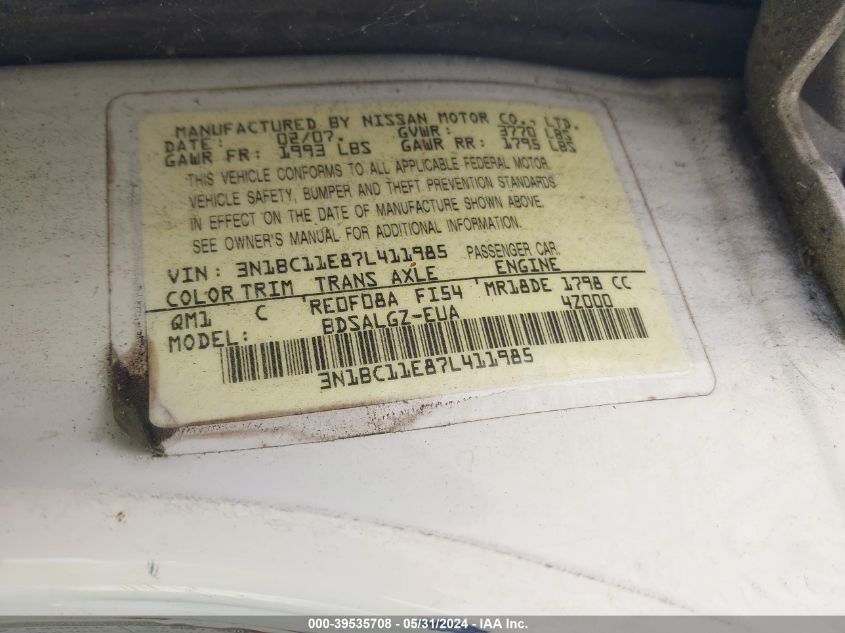 MANUFACTURED BY NISSAN MOTOR CO., LTD.
DATE: 02/07. GVWR: 3770 LBS
GAWR FR: 1993 LBS GAWR RR: 1795 LBS
THIS VEHICLE CONFORMS TO ALL APPLICABLE FEDERAL MOTOR
VEHICLE SAFETY, BUMPER AND THEFT PREVENTION STANDARDS
IN EFFECT ON THE DATE OF MANUFACTURE SHOWN ABOVE.
SEE OWNER'S MANUAL FOR ADDITIONAL INFORMATION.
VIN: 3N1BC11E87L411985 PASSENGER CAR.
COLOR TRIM TRANS AXLE ENGINE
QM1 C RE0F08A FI54 MR18DE 1798 CC
MODEL: BDSALGZ-EUA 4Z000
3N1BC11E87L411985
000-39535708 - 05/31/2024 - IAA Inc.